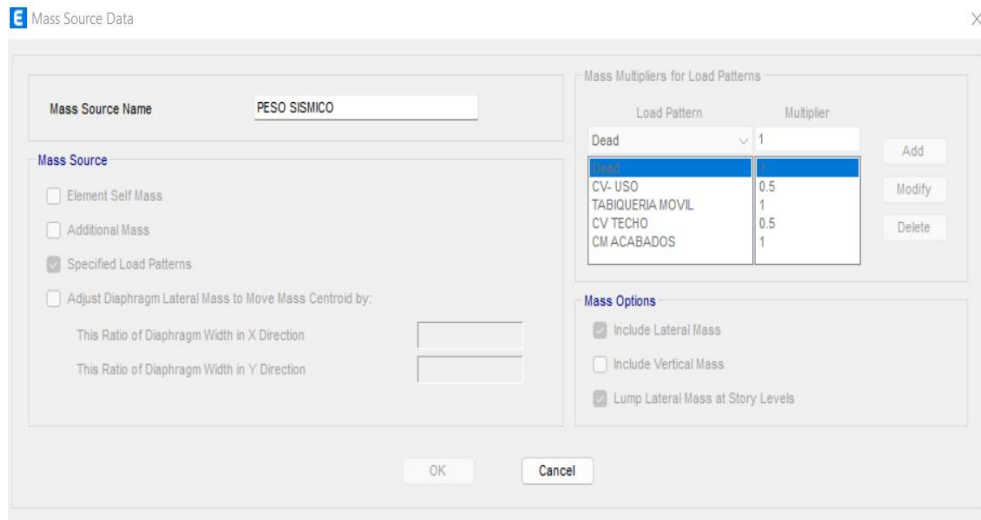 E Mass Source Data X
Mass Source Name PESO SISMICO
Mass Source
Element Self Mass
Additional Mass
Specified Load Patterns
Adjust Diaphragm Lateral Mass to Move Mass Centroid by:
This Ratio of Diaphragm Width in X Direction
This Ratio of Diaphragm Width in Y Direction
Mass Multipliers for Load Patterns
Load Pattern Multiplier
Dead 1
Dead 1
CV- USO 0.5
TABIQUERIA MOVIL 1
CV TECHO 0.5
CM ACABADOS 1
Add
Modify
Delete
Mass Options
Include Lateral Mass
Include Vertical Mass
Lump Lateral Mass at Story Levels
OK Cancel